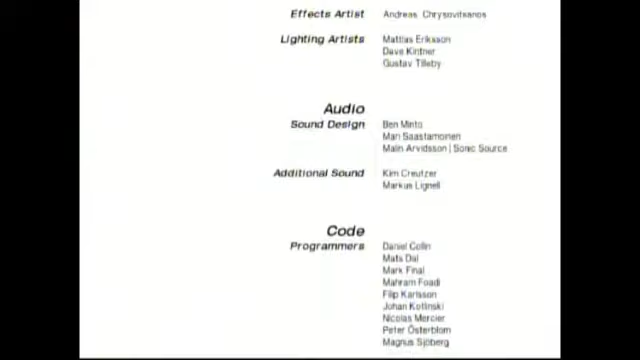 Effects Artist Andreas Chrysovitsanos
Lighting Artists Mattias Eriksson
Dave Kintner
Gustav Tilleby
Audio
Sound Design Ben Minto
Mari Saastamoinen
Malin Arvidsson | Sonic Source
Additional Sound Kim Creutzer
Markus Lignell
Code
Programmers Daniel Collin
Mats Dal
Mark Final
Mahram Foadi
Filip Karlsson
Johan Kotlinski
Nicolas Mercier
Peter Österblom
Magnus Sjöberg